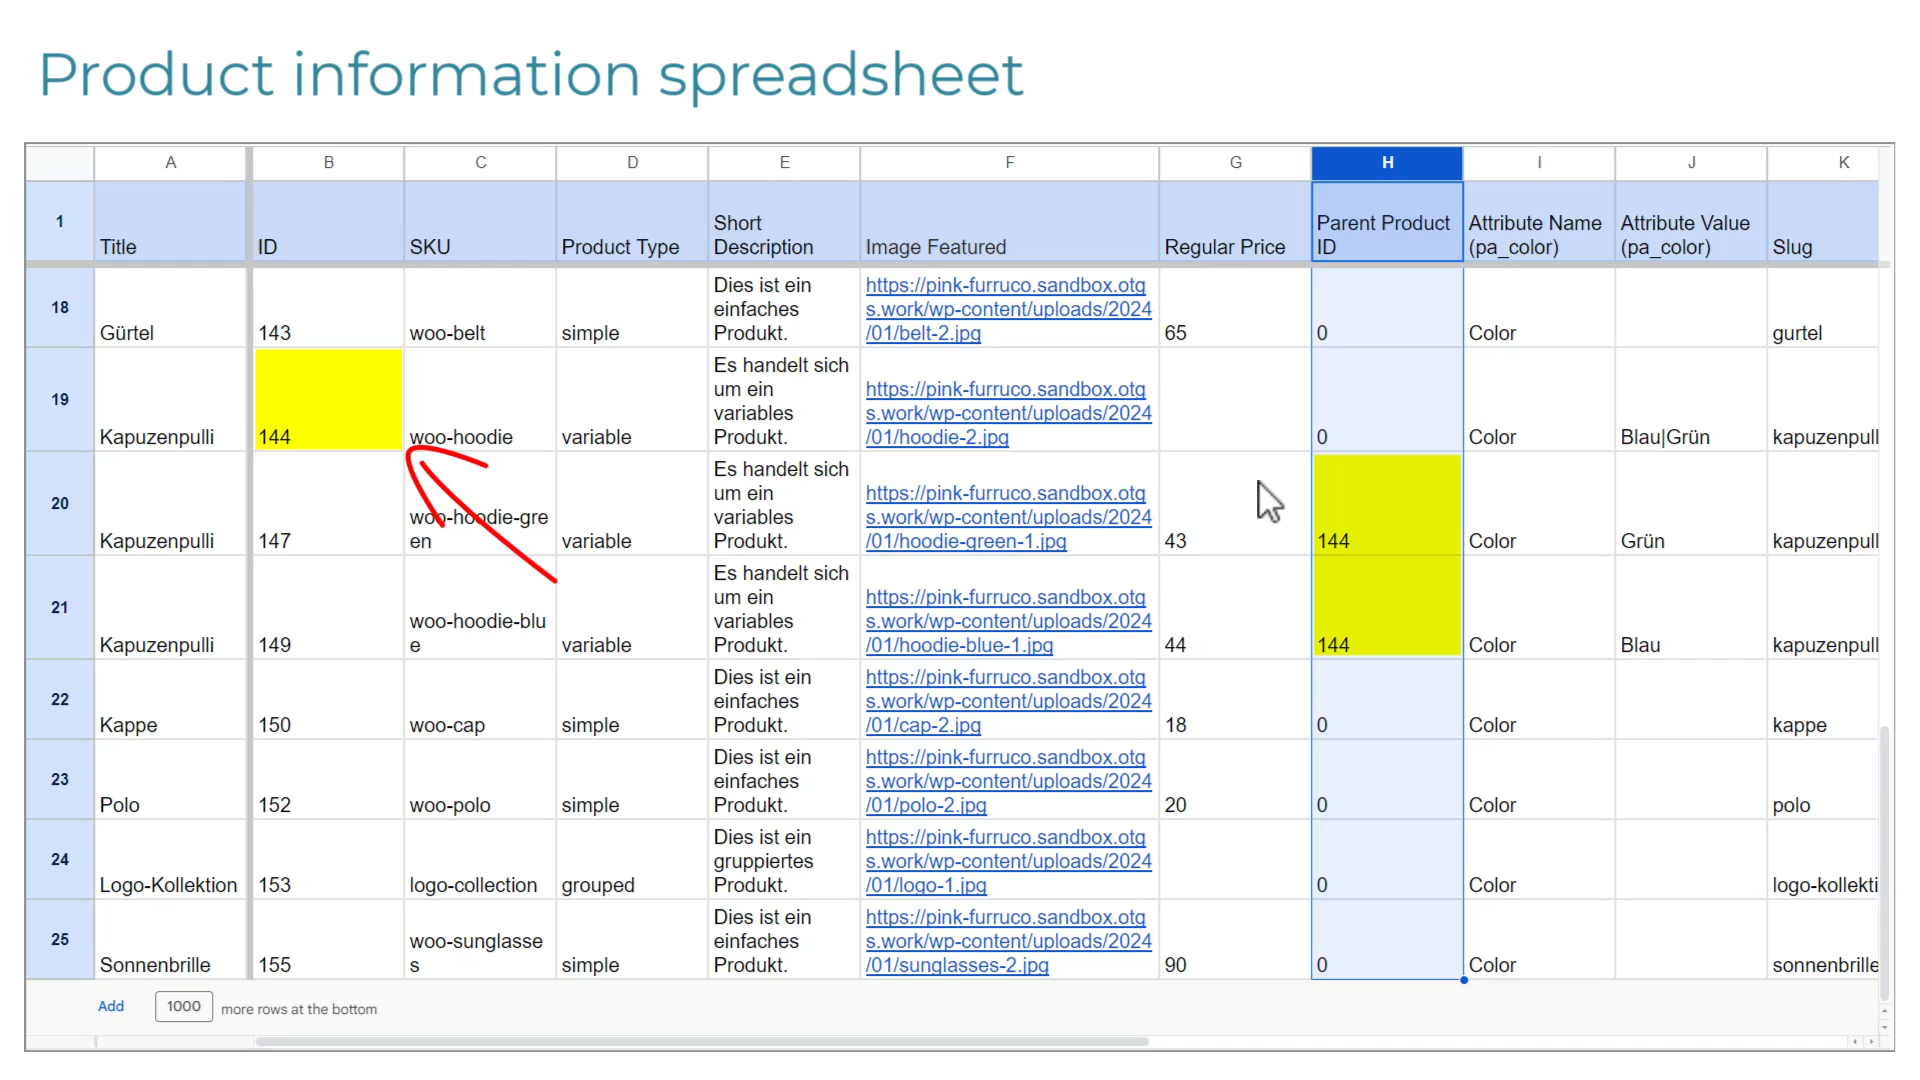 Product information spreadsheet
A B C D E F G H I J K
1 Title ID SKU Product Type Short Description Image Featured Regular Price Parent Product ID Attribute Name (pa_color) Attribute Value (pa_color) Slug
18 Gürtel 143 woo-belt simple Dies ist ein einfaches Produkt. https://pink-furruco.sandbox.otgs.work/wp-content/uploads/2024/01/belt-2.jpg 65 0 Color gurtel
19 Kapuzenpulli 144 woo-hoodie variable Es handelt sich um ein variables Produkt. https://pink-furruco.sandbox.otgs.work/wp-content/uploads/2024/01/hoodie-2.jpg 0 Color Blau|Grün kapuzenpull
20 Kapuzenpulli 147 woo-hoodie-green variable Es handelt sich um ein variables Produkt. https://pink-furruco.sandbox.otgs.work/wp-content/uploads/2024/01/hoodie-green-1.jpg 43 144 Color Grün kapuzenpull
21 Kapuzenpulli 149 woo-hoodie-blue variable Es handelt sich um ein variables Produkt. https://pink-furruco.sandbox.otgs.work/wp-content/uploads/2024/01/hoodie-blue-1.jpg 44 144 Color Blau kapuzenpull
22 Kappe 150 woo-cap simple Dies ist ein einfaches Produkt. https://pink-furruco.sandbox.otgs.work/wp-content/uploads/2024/01/cap-2.jpg 18 0 Color kappe
23 Polo 152 woo-polo simple Dies ist ein einfaches Produkt. https://pink-furruco.sandbox.otgs.work/wp-content/uploads/2024/01/polo-2.jpg 20 0 Color polo
24 Logo-Kollektion 153 logo-collection grouped Dies ist ein gruppiertes Produkt. https://pink-furruco.sandbox.otgs.work/wp-content/uploads/2024/01/logo-1.jpg 0 Color logo-kollekti
25 Sonnenbrille 155 woo-sunglasses simple Dies ist ein einfaches Produkt. https://pink-furruco.sandbox.otgs.work/wp-content/uploads/2024/01/sunglasses-2.jpg 90 0 Color sonnenbrille
Add 1000 more rows at the bottom